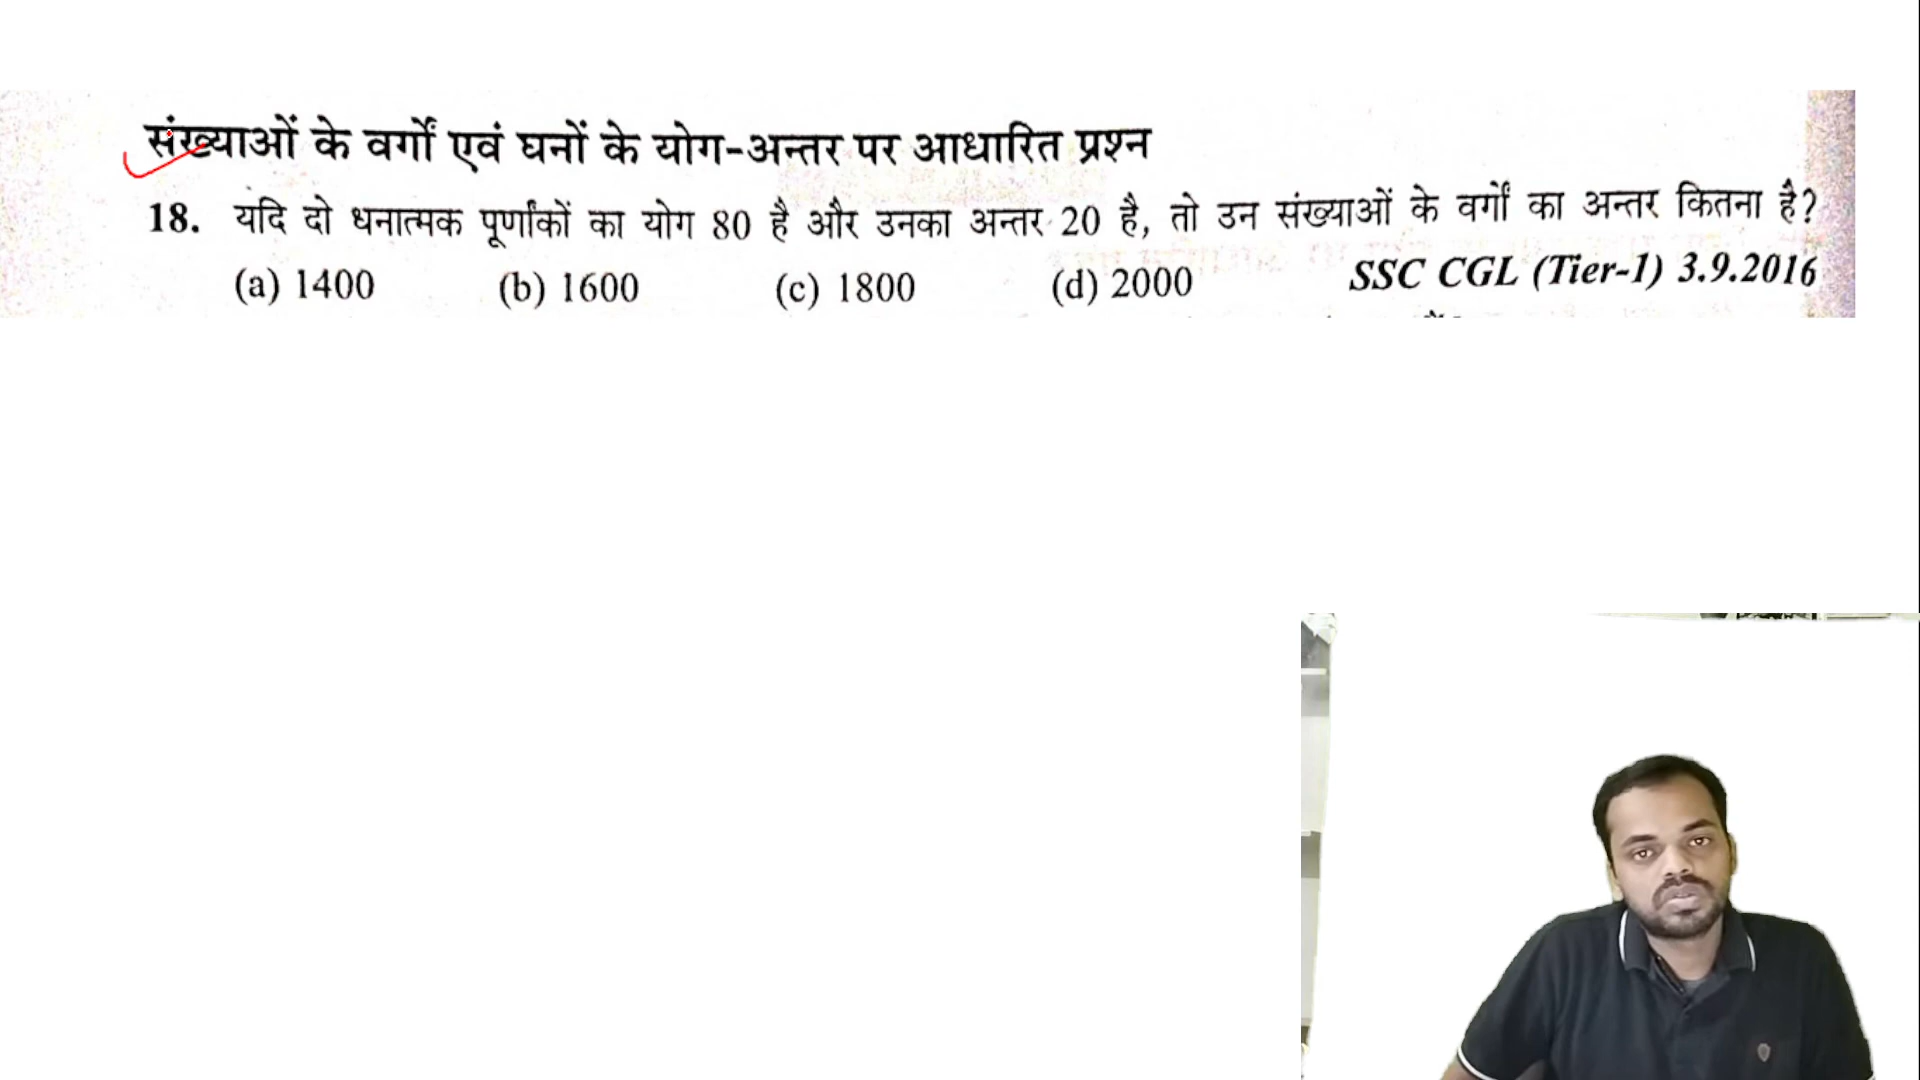 संख्याओं के वर्गों एवं घनों के योग-अन्तर पर आधारित प्रश्न
18. यदि दो धनात्मक पूर्णांकों का योग 80 है और उनका अन्तर 20 है, तो उन संख्याओं के वर्गों का अन्तर कितना है?
(a) 1400 (b) 1600 (c) 1800 (d) 2000 SSC CGL (Tier-1) 3.9.2016